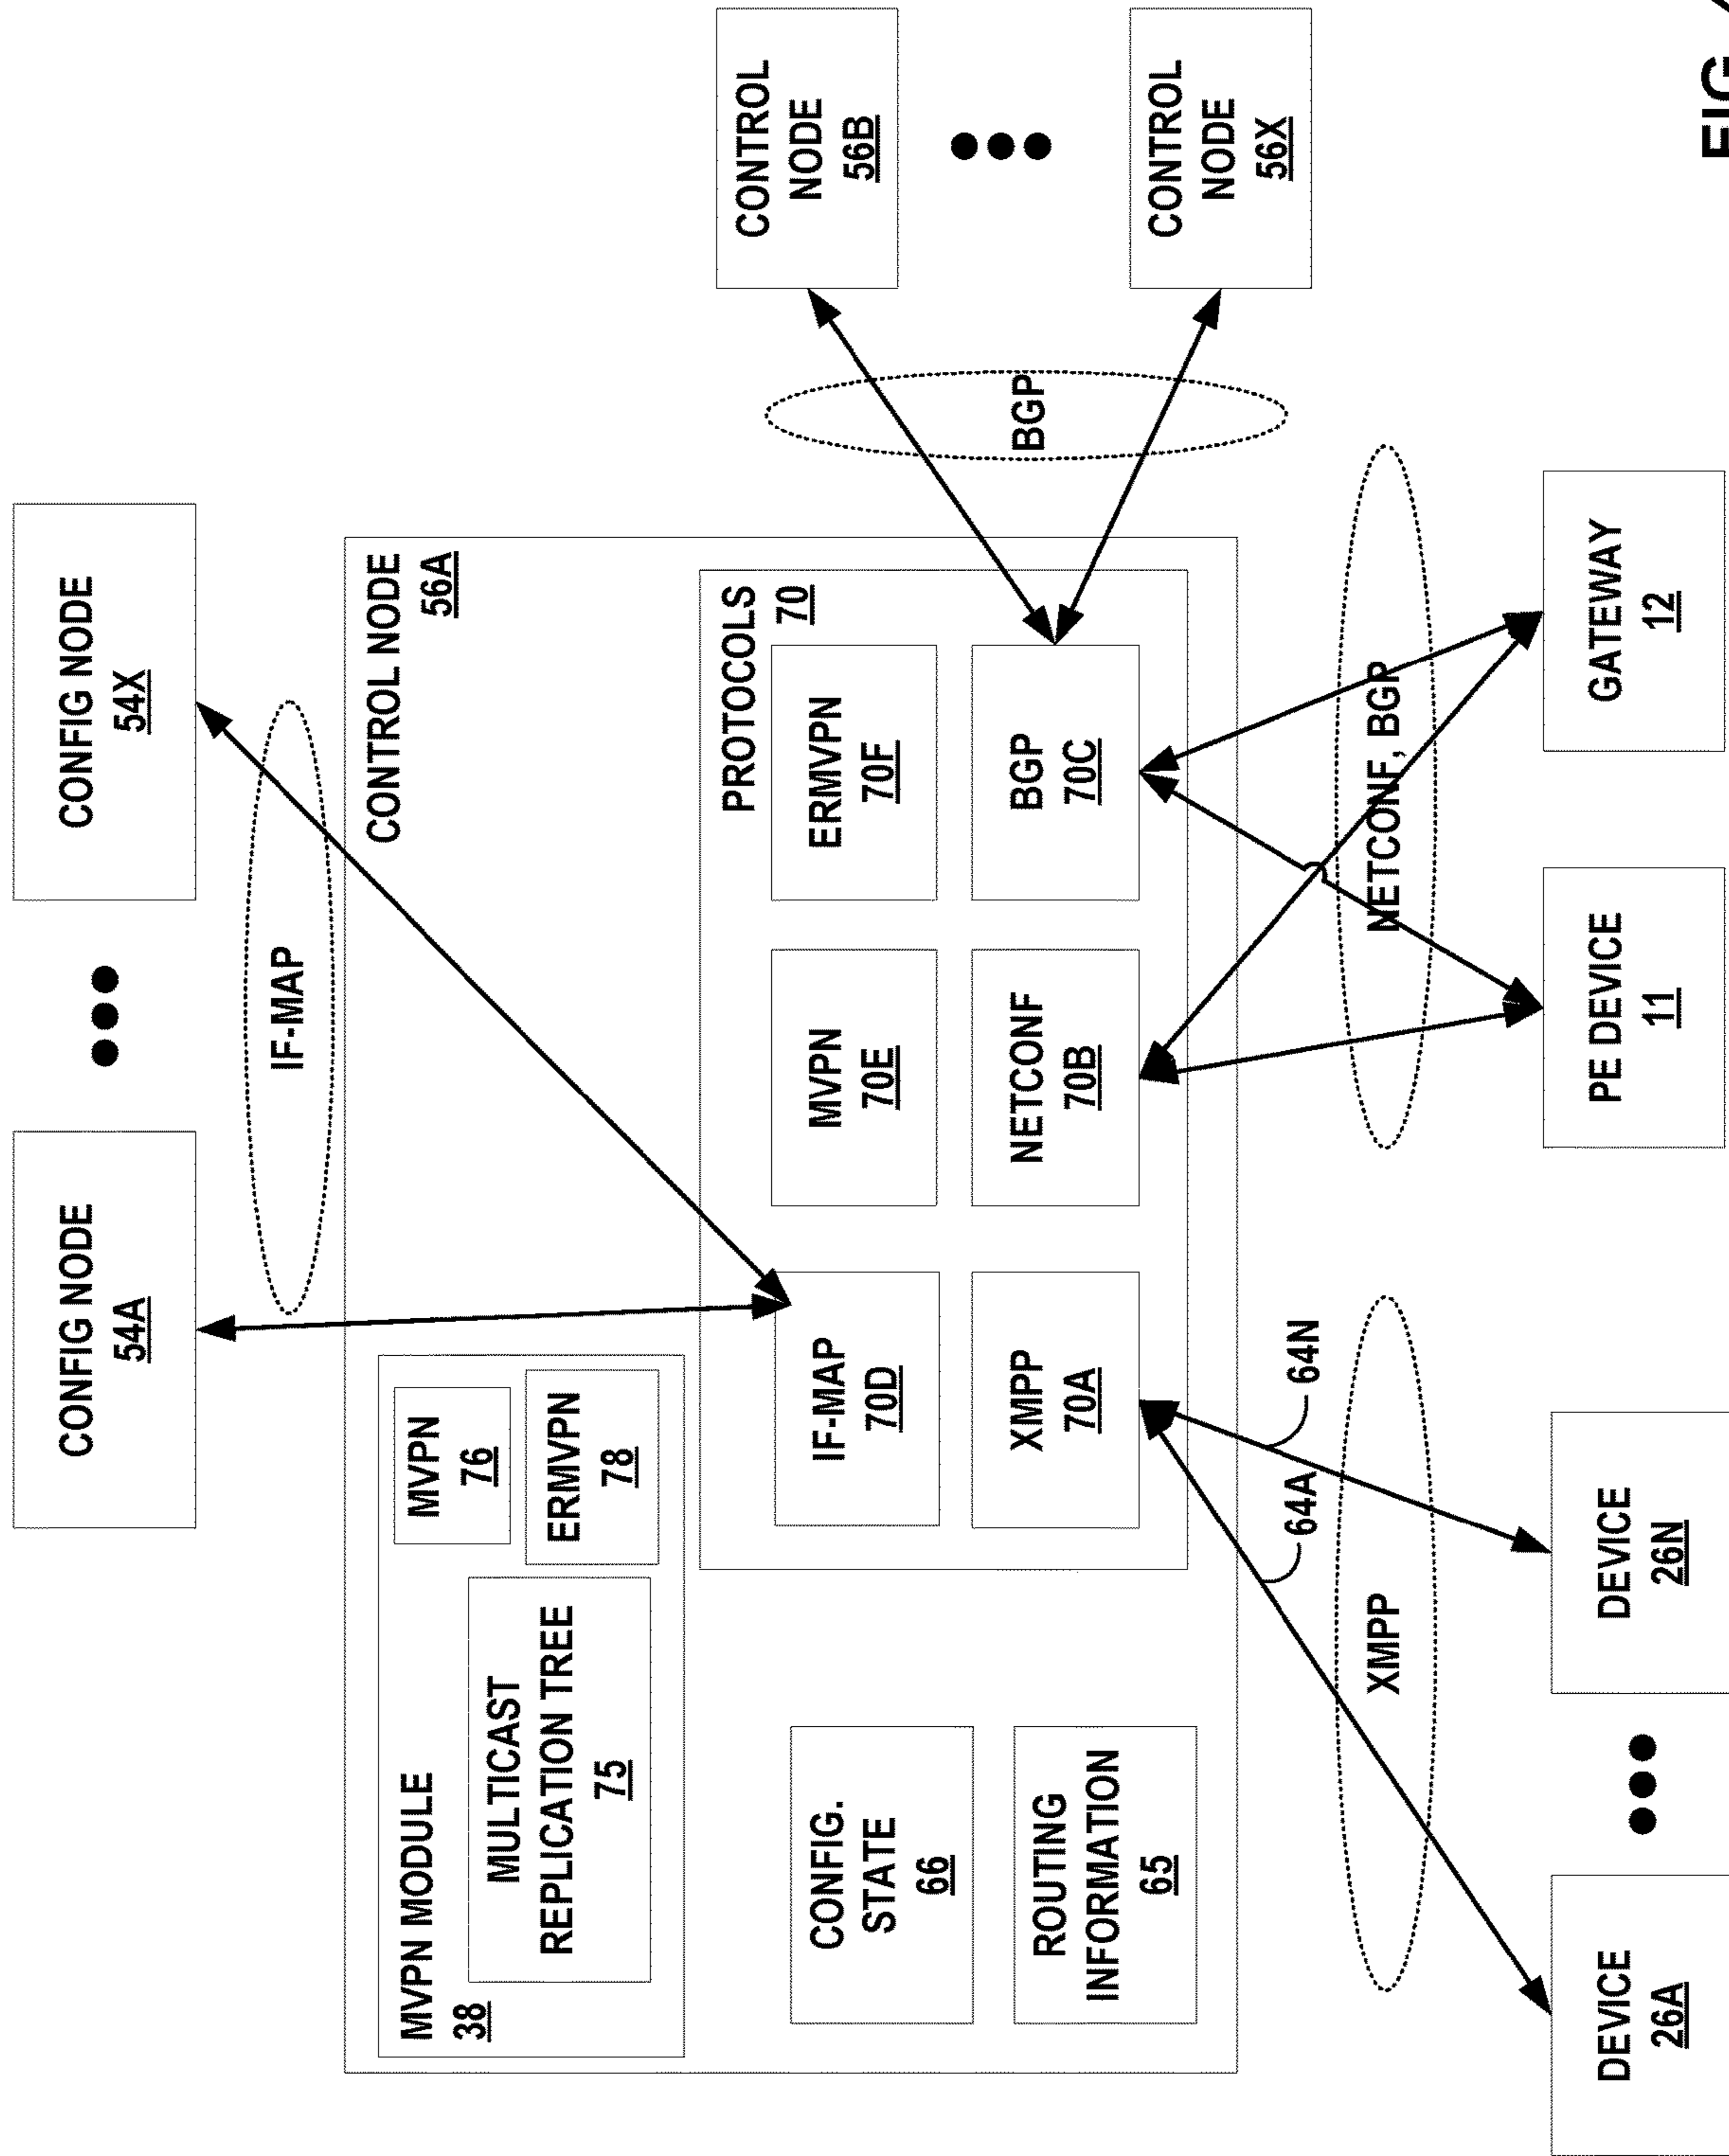 CONFIG NODE
54A
CONFIG NODE
54X
IF-MAP
CONTROL NODE
56A
MVPN MODULE
38
MVPN
76
ERMVPN
78
MULTICAST
REPLICATION TREE
75
CONFIG.
STATE
66
ROUTING
INFORMATION
65
PROTOCOLS
70
IF-MAP
70D
MVPN
70E
ERMVPN
70F
XMPP
70A
NETCONF
70B
BGP
70C
BGP
CONTROL
NODE
56B
CONTROL
NODE
56X
64A
64N
XMPP
NETCONF, BGP
DEVICE
26A
DEVICE
26N
PE DEVICE
11
GATEWAY
12
FIG.